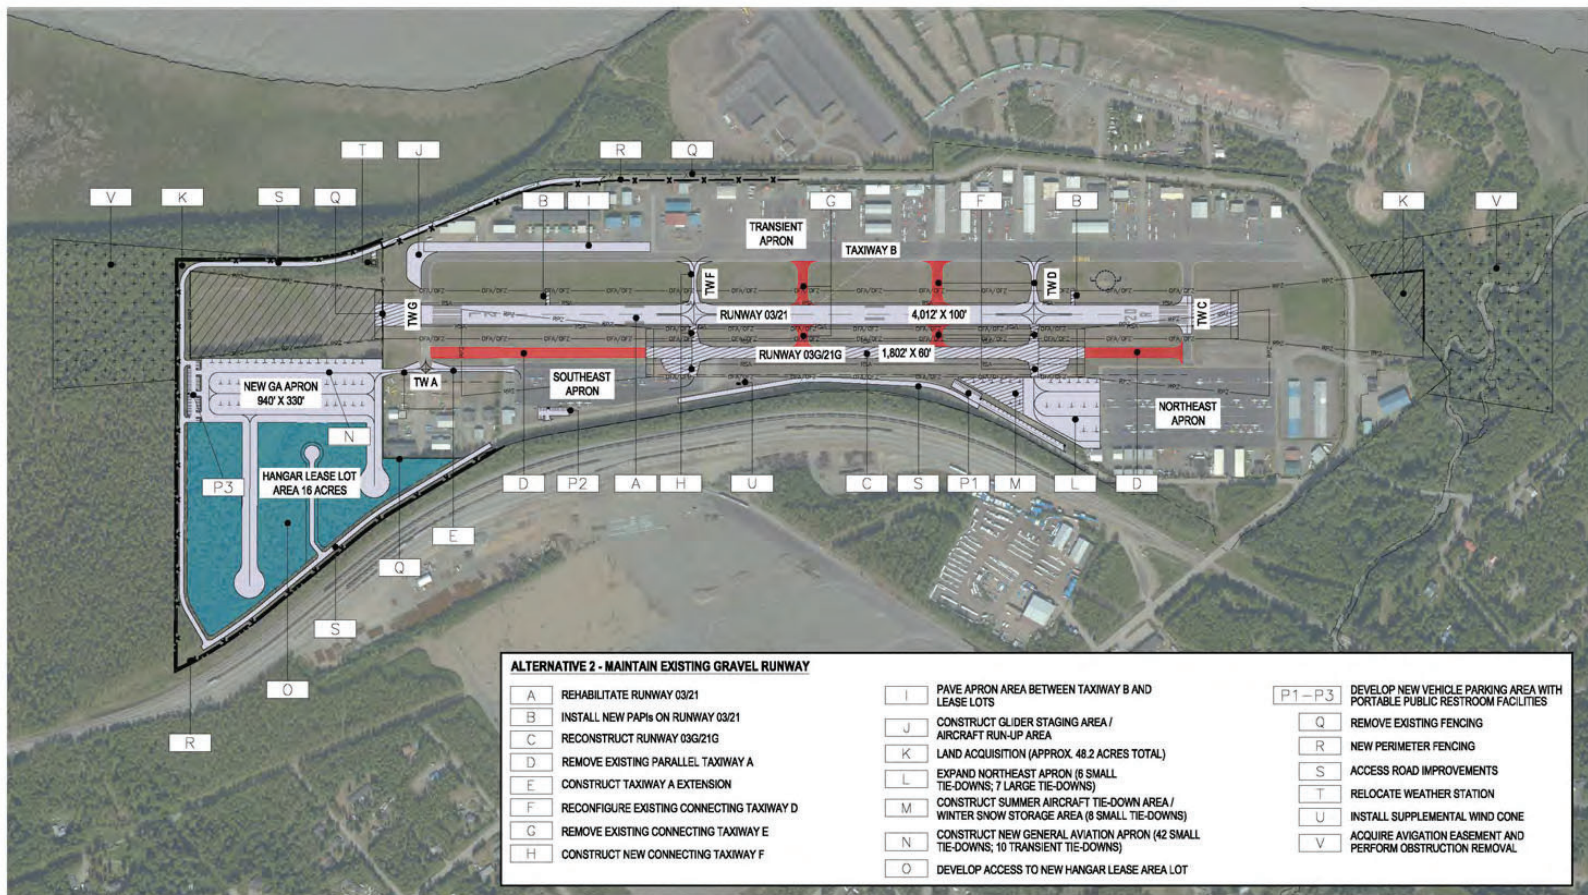 T
J
R
Q
V
K
S
Q
B
I
G
F
B
K
V
TRANSIENT
APRON
TAXIWAY B
TW G
TW F
TW D
TW C
RUNWAY 03/21
4,012' X 100'
RUNWAY 03G/21G
1,802' X 60'
TW A
NEW GA APRON
940' X 330'
SOUTHEAST
APRON
NORTHEAST
APRON
N
HANGAR LEASE LOT
AREA 16 ACRES
P3
D
P2
A
H
U
C
S
P1
M
L
D
E
Q
S
O
R
ALTERNATIVE 2 - MAINTAIN EXISTING GRAVEL RUNWAY
A REHABILITATE RUNWAY 03/21
B INSTALL NEW PAPIs ON RUNWAY 03/21
C RECONSTRUCT RUNWAY 03G/21G
D REMOVE EXISTING PARALLEL TAXIWAY A
E CONSTRUCT TAXIWAY A EXTENSION
F RECONFIGURE EXISTING CONNECTING TAXIWAY D
G REMOVE EXISTING CONNECTING TAXIWAY E
H CONSTRUCT NEW CONNECTING TAXIWAY F
I PAVE APRON AREA BETWEEN TAXIWAY B AND
LEASE LOTS
J CONSTRUCT GLIDER STAGING AREA /
AIRCRAFT RUN-UP AREA
K LAND ACQUISITION (APPROX. 48.2 ACRES TOTAL)
L EXPAND NORTHEAST APRON (6 SMALL
TIE-DOWNS; 7 LARGE TIE-DOWNS)
M CONSTRUCT SUMMER AIRCRAFT TIE-DOWN AREA /
WINTER SNOW STORAGE AREA (8 SMALL TIE-DOWNS)
N CONSTRUCT NEW GENERAL AVIATION APRON (42 SMALL
TIE-DOWNS; 10 TRANSIENT TIE-DOWNS)
O DEVELOP ACCESS TO NEW HANGAR LEASE AREA LOT
P1-P3 DEVELOP NEW VEHICLE PARKING AREA WITH
PORTABLE PUBLIC RESTROOM FACILITIES
Q REMOVE EXISTING FENCING
R NEW PERIMETER FENCING
S ACCESS ROAD IMPROVEMENTS
T RELOCATE WEATHER STATION
U INSTALL SUPPLEMENTAL WIND CONE
V ACQUIRE AVIGATION EASEMENT AND
PERFORM OBSTRUCTION REMOVAL